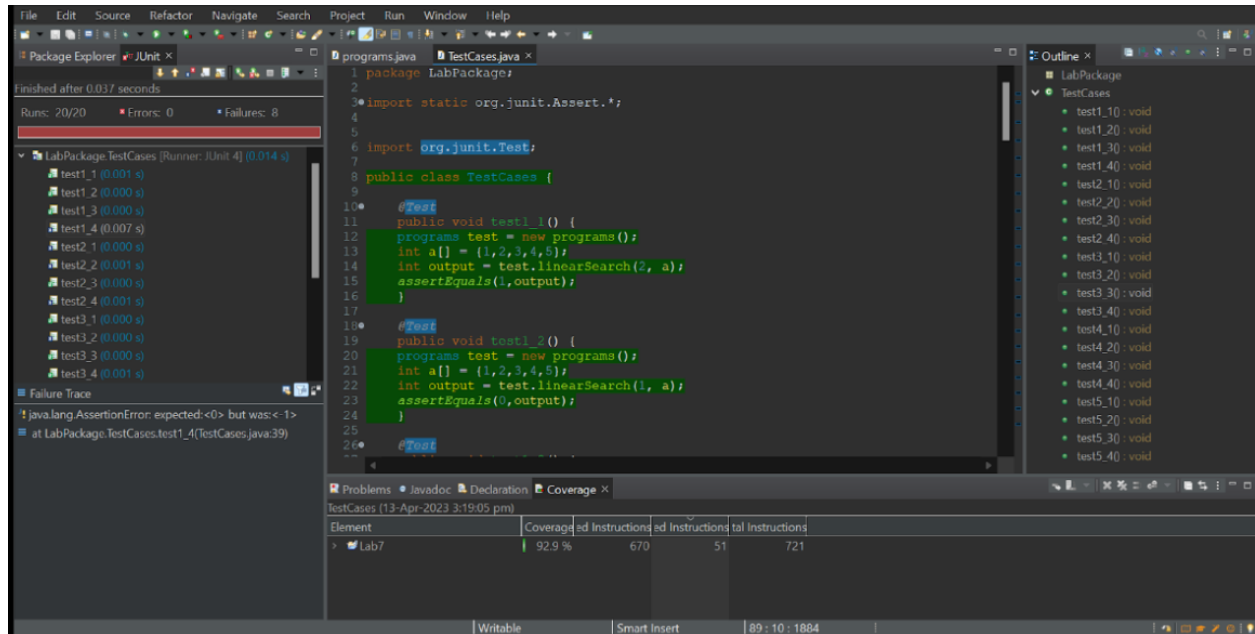 File Edit Source Refactor Navigate Search Project Run Window Help
Package Explorer JUnit ×
Finished after 0.037 seconds
Runs: 20/20 Errors: 0 Failures: 8
LabPackage.TestCases [Runner: JUnit 4] (0.014 s)
test1_1 (0.001 s)
test1_2 (0.000 s)
test1_3 (0.000 s)
test1_4 (0.007 s)
test2_1 (0.000 s)
test2_2 (0.001 s)
test2_3 (0.000 s)
test2_4 (0.001 s)
test3_1 (0.000 s)
test3_2 (0.000 s)
test3_3 (0.000 s)
test3_4 (0.001 s)
Failure Trace
java.lang.AssertionError: expected:<0> but was:<-1>
at LabPackage.TestCases.test1_4(TestCases.java:39)
programs.java TestCases.java ×
1 package LabPackage;
2
3 import static org.junit.Assert.*;
4
5
6 import org.junit.Test;
7
8 public class TestCases {
9
10 @Test
11 public void test1_1() {
12 programs test = new programs();
13 int a[] = {1,2,3,4,5};
14 int output = test.linearSearch(2, a);
15 assertEquals(1,output);
16 }
17
18 @Test
19 public void test1_2() {
20 programs test = new programs();
21 int a[] = {1,2,3,4,5};
22 int output = test.linearSearch(1, a);
23 assertEquals(0,output);
24 }
25
26 @Test
Outline ×
LabPackage
TestCases
test1_1() : void
test1_2() : void
test1_3() : void
test1_4() : void
test2_1() : void
test2_2() : void
test2_3() : void
test2_4() : void
test3_1() : void
test3_2() : void
test3_3() : void
test3_4() : void
test4_1() : void
test4_2() : void
test4_3() : void
test4_4() : void
test5_1() : void
test5_2() : void
test5_3() : void
test5_4() : void
Problems Javadoc Declaration Coverage ×
TestCases (13-Apr-2023 3:19:05 pm)
Element Coverage ed Instructions ed Instructions tal Instructions
Lab7 92.9 % 670 51 721
Writable Smart Insert 89 : 10 : 1884